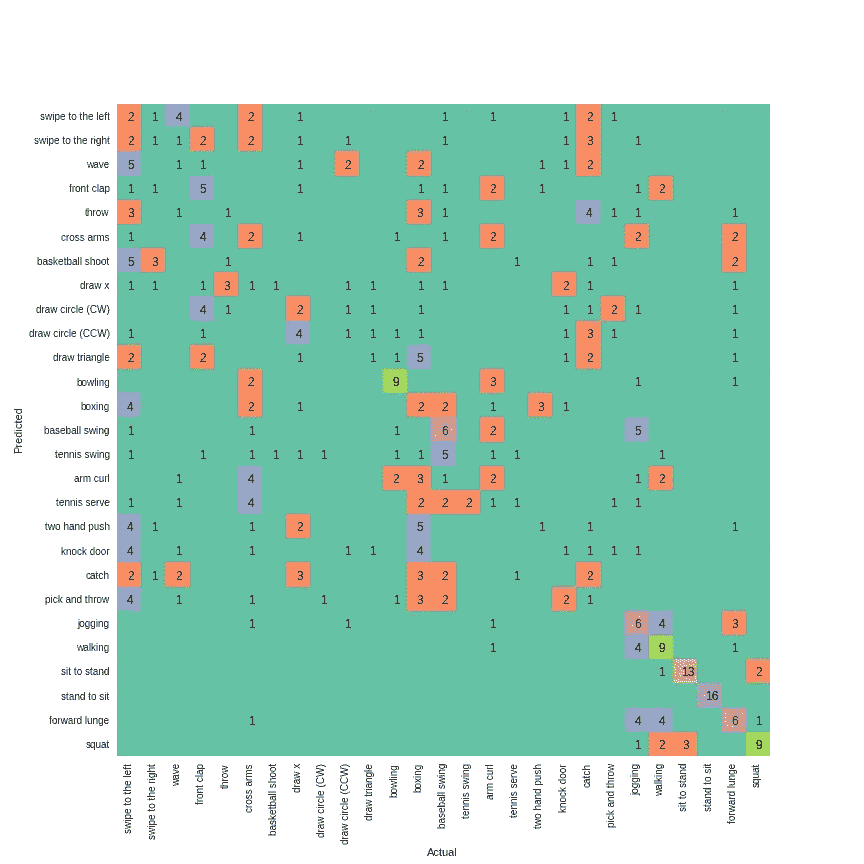 swipe to the left 2 1 4 2 1 1 1 1 2 1
swipe to the right 2 1 1 2 2 1 1 1 1 3 1
wave 5 1 1 1 2 2 1 1 2
front clap 1 1 5 1 1 1 2 1 1 2
throw 3 1 1 3 1 4 1 1 1
cross arms 1 4 2 1 1 1 2 2 2
basketball shoot 5 3 1 2 1 1 1 2
draw x 1 1 1 3 1 1 1 1 1 1 2 1 1
draw circle (CW) 4 1 2 1 1 1 1 1 2 1 1
draw circle (CCW) 1 1 4 1 1 1 1 1 3 1 1
draw triangle 2 2 1 1 1 5 1 2 1
bowling 2 9 3 1 1
boxing 4 2 1 2 2 1 3 1
baseball swing 1 1 1 6 2 5
tennis swing 1 1 1 1 1 1 1 1 5 1 1 1
arm curl 1 4 2 3 1 2 1 2
tennis serve 1 1 4 2 2 2 1 1 1 1
two hand push 4 1 1 2 5 1 1 1
knock door 4 1 1 1 1 4 1 1 1 1
catch 2 1 2 3 3 2 1 2
pick and throw 4 1 1 1 1 3 2 2 1
jogging 1 1 1 6 4 3
walking 1 4 9 1
sit to stand 1 13 2
stand to sit 16
forward lunge 1 4 4 6 1
squat 1 2 3 9
Predicted
swipe to the left
swipe to the right
wave
front clap
throw
cross arms
basketball shoot
draw x
draw circle (CW)
draw circle (CCW)
draw triangle
bowling
boxing
baseball swing
tennis swing
arm curl
tennis serve
two hand push
knock door
catch
pick and throw
jogging
walking
sit to stand
stand to sit
forward lunge
squat
Actual